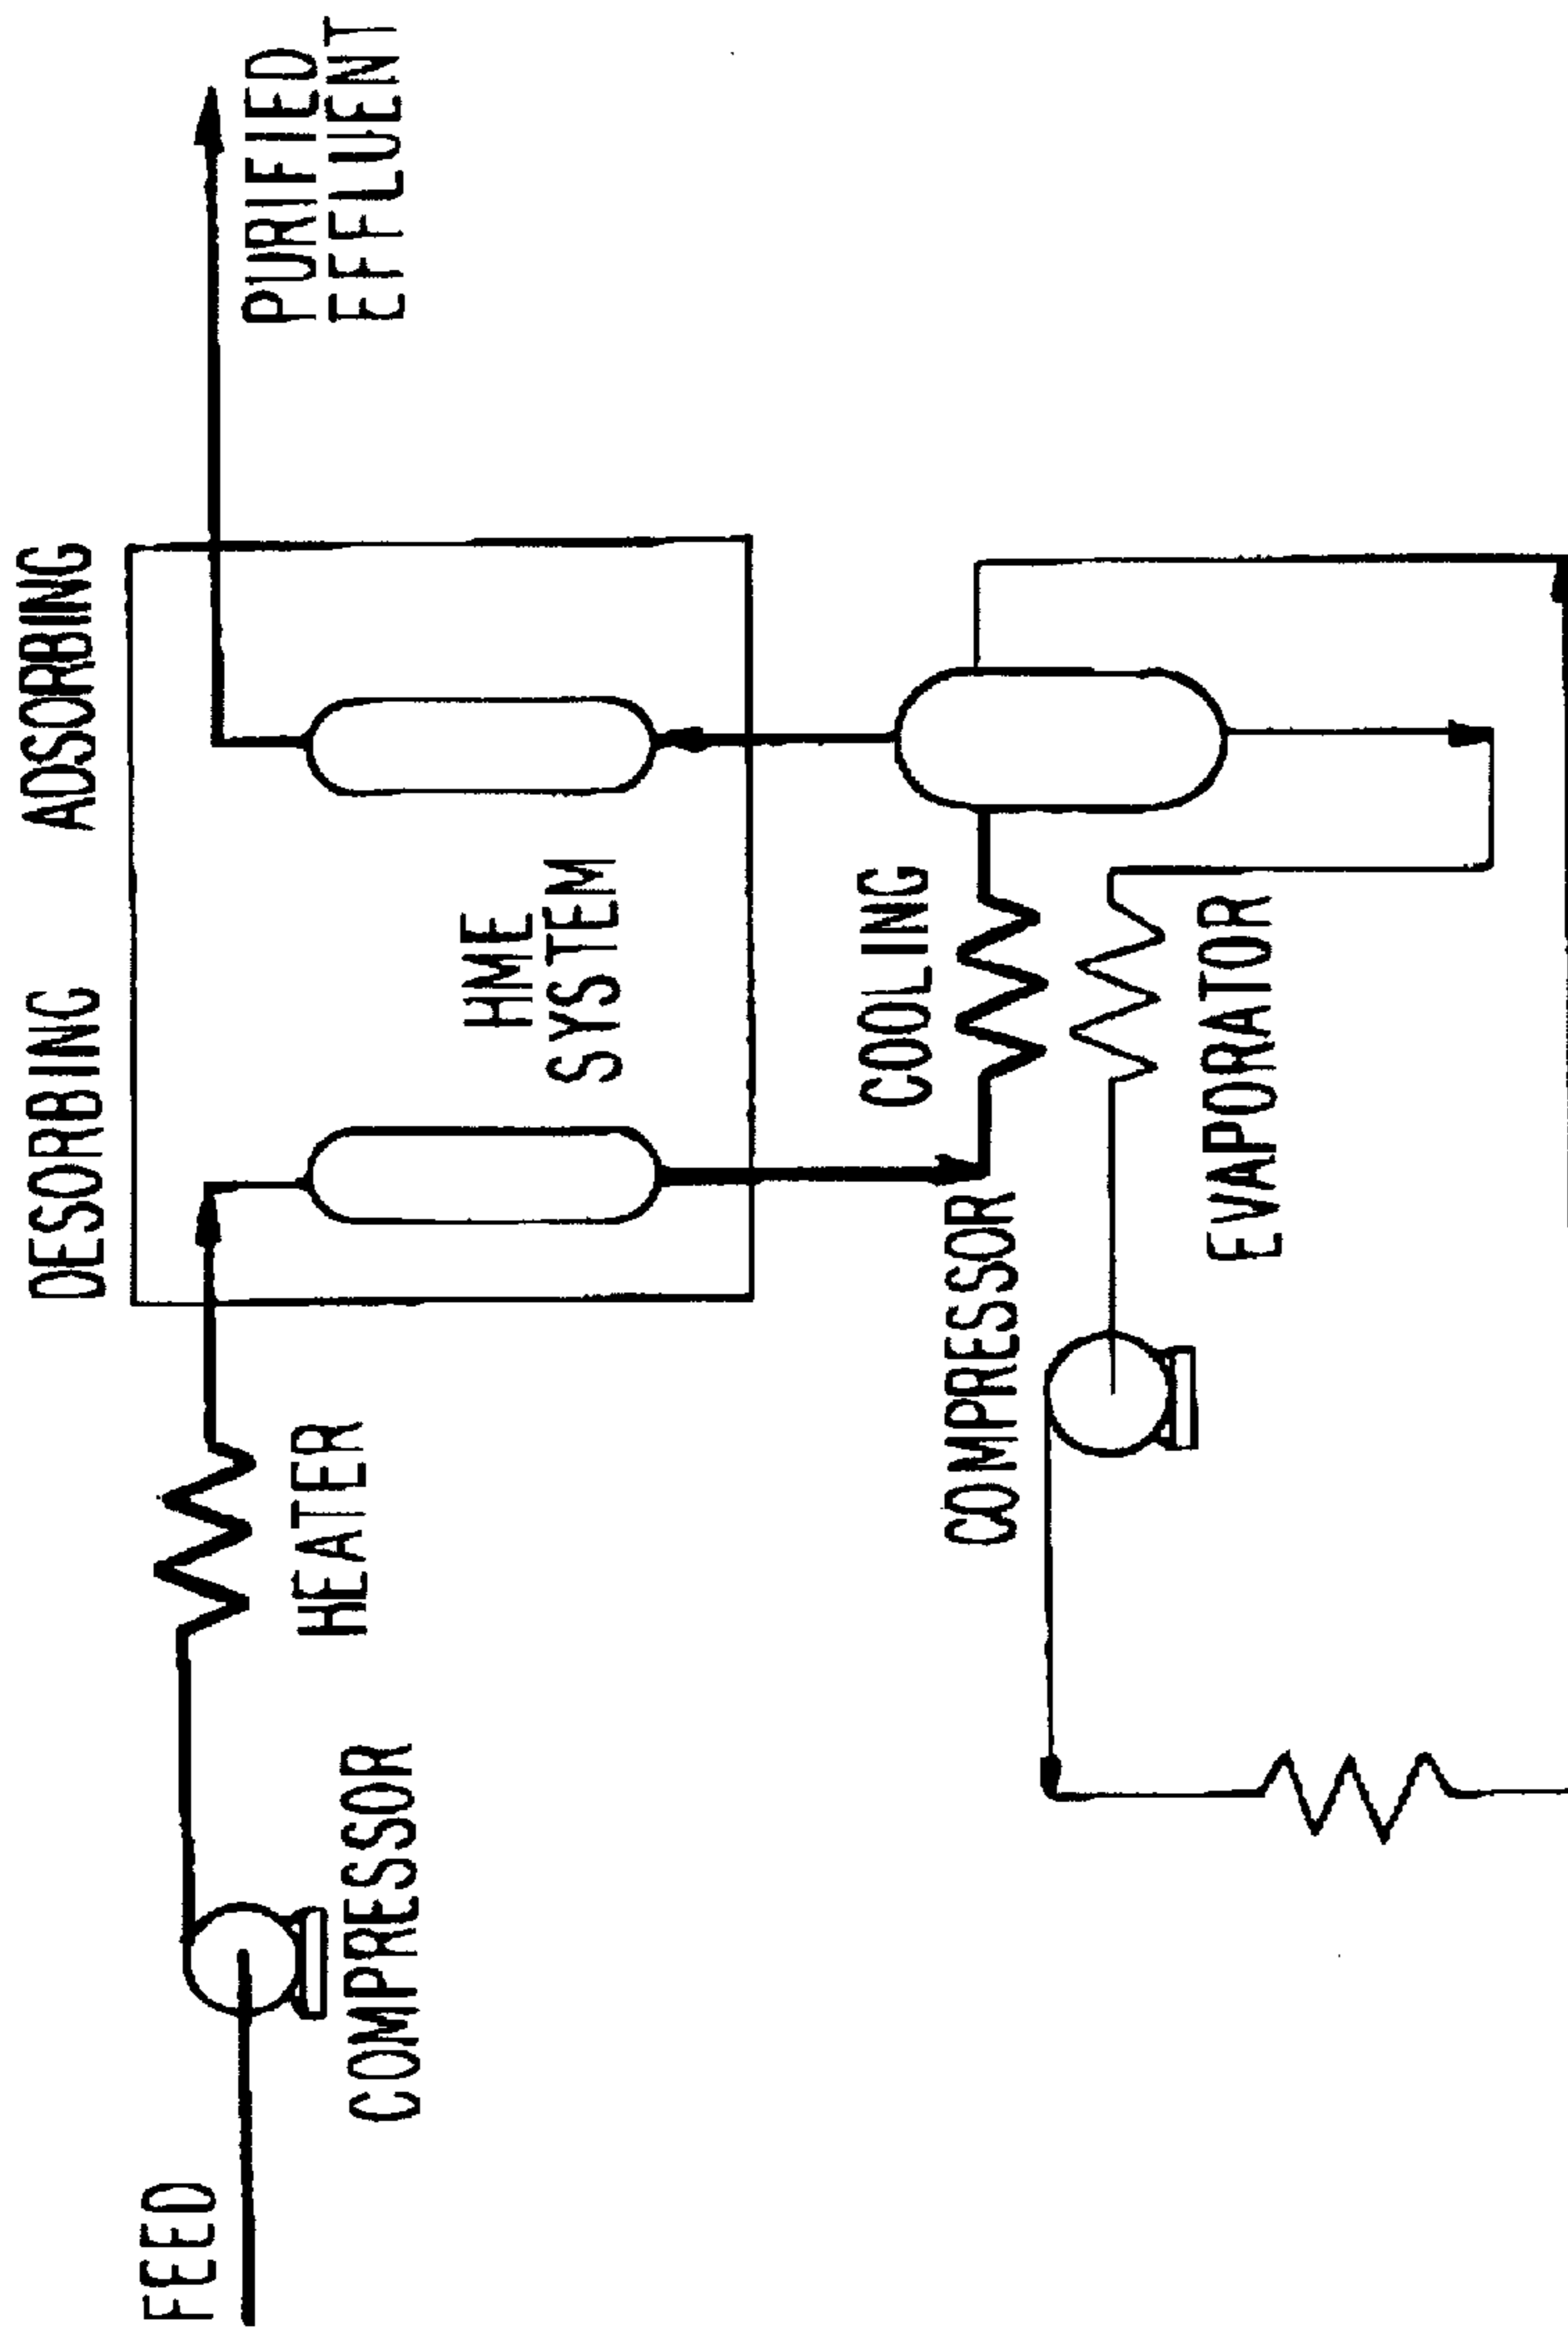 DESORBING
ADSORBING
FEED
COMPRESSOR
HEATER
PURIFIED
EFFLUENT
HME
SYSTEM
COOLING
COMPRESSOR
EVAPORATOR